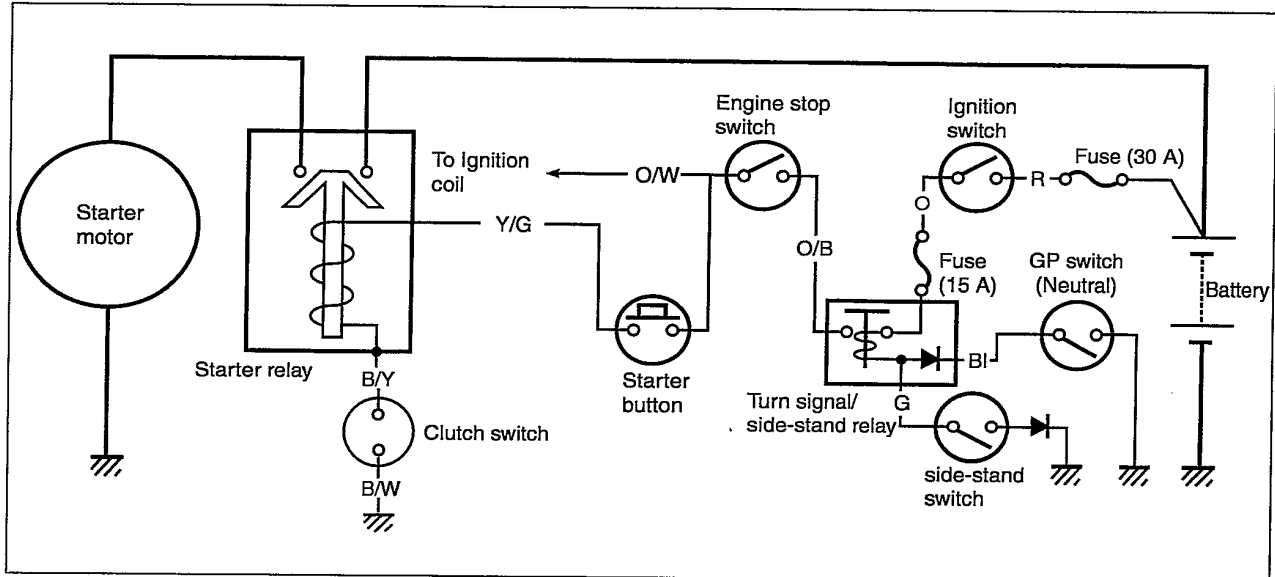 Engine stop
switch
Ignition
switch
Fuse (30 A)
To Ignition
coil
O/W
R
Starter
motor
Y/G
O
O/B
Fuse
(15 A)
GP switch
(Neutral)
Battery
Starter relay
B/Y
Starter
button
Bl
Turn signal/
side-stand relay
G
Clutch switch
side-stand
switch
B/W